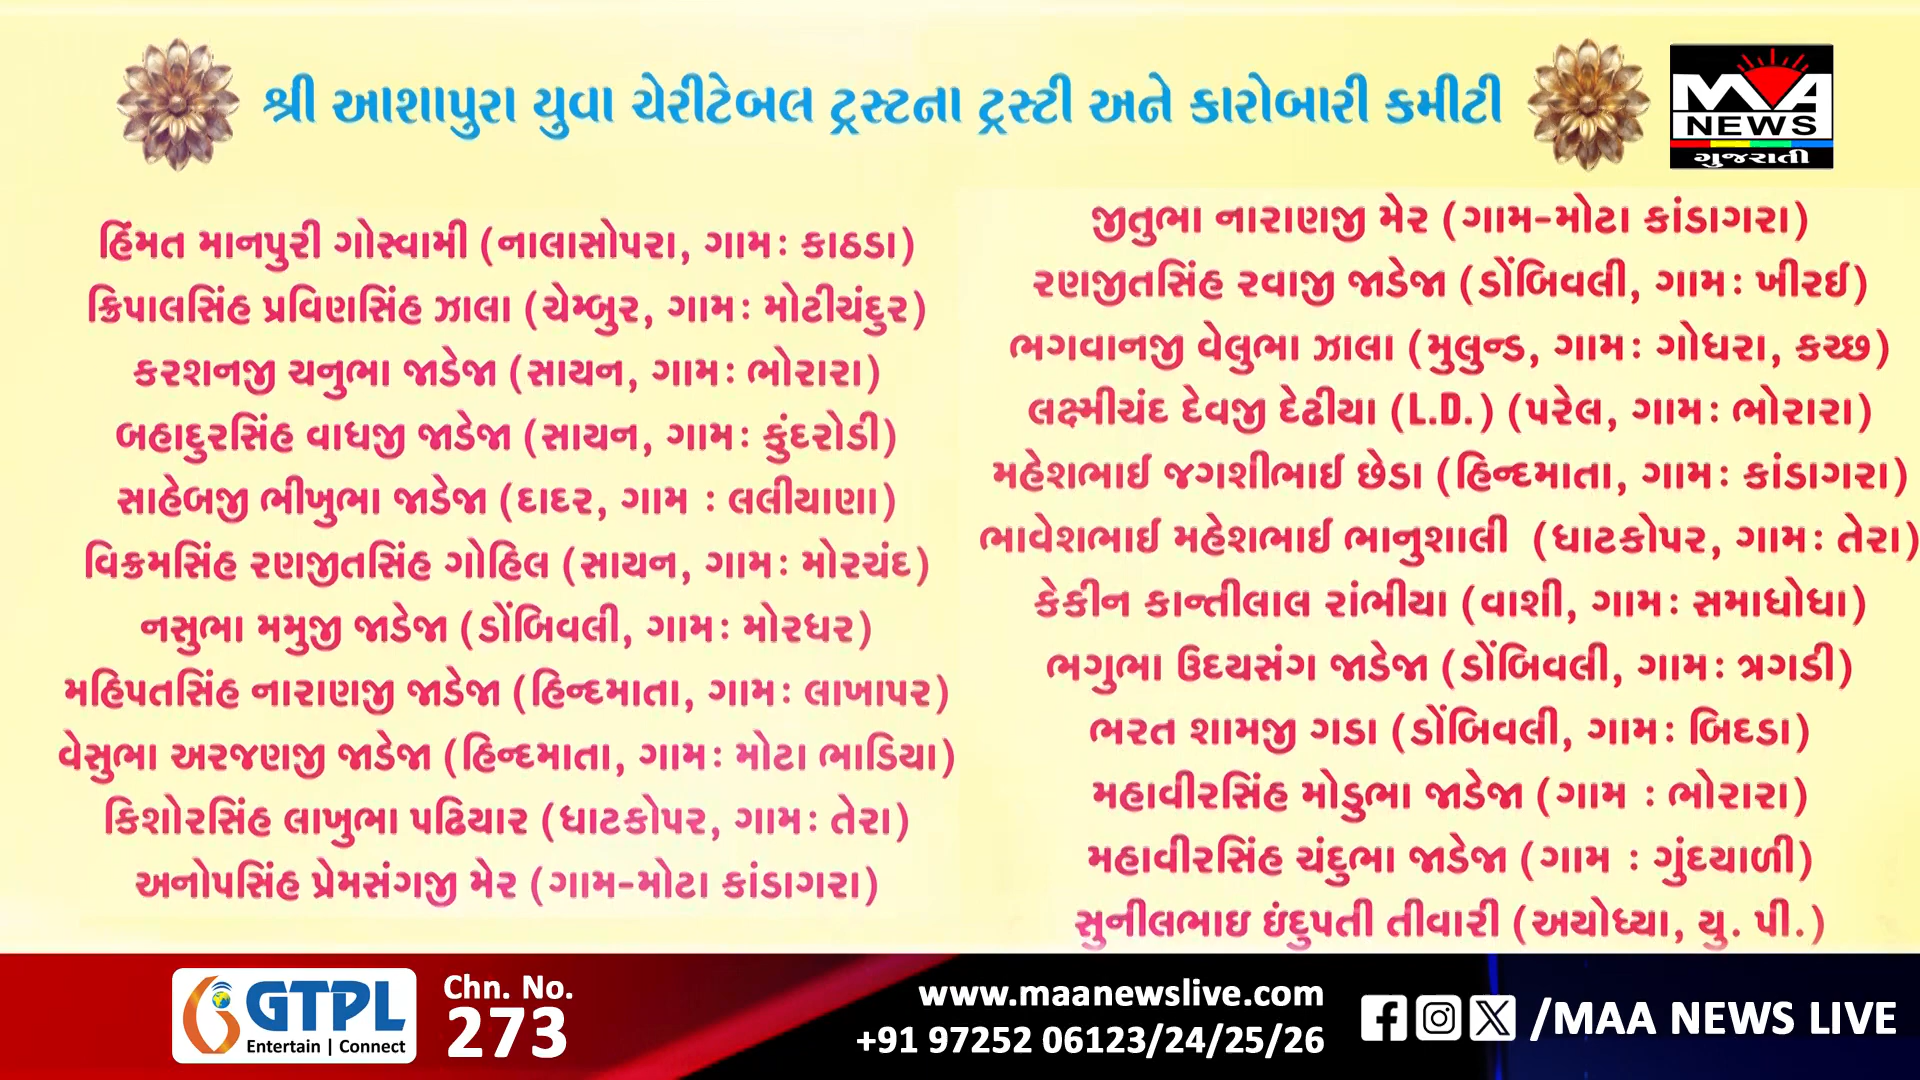 શ્રી આશાપુરા યુવા ચેરીટેબલ ટ્રસ્ટના ટ્રસ્ટી અને કારોબારી કમીટી
MAA
NEWS
ગુજરાતી
હિંમત માનપુરી ગોસ્વામી (નાલાસોપરા, ગામઃ કાઠડા)
ક્રિપાલસિંહ પ્રવિણસિંહ ઝાલા (ચેમ્બુર, ગામઃ મોટીચંદુર)
કરશનજી ચનુભા જાડેજા (સાયન, ગામઃ ભોરારા)
બહાદુરસિંહ વાઘજી જાડેજા (સાયન, ગામઃ કુંદરોડી)
સાહેબજી ભીખુભા જાડેજા (દાદર, ગામ : લલીયાણા)
વિક્રમસિંહ રણજીતસિંહ ગોહિલ (સાયન, ગામઃ મોરચંદ)
નસુભા મમુજી જાડેજા (ડોંબિવલી, ગામઃ મોરધર)
મહિપતસિંહ નારાણજી જાડેજા (હિન્દમાતા, ગામઃ લાખાપર)
વેસુભા અરજણજી જાડેજા (હિન્દમાતા, ગામઃ મોટા ભાડિયા)
કિશોરસિંહ લાખુભા પઢિયાર (ઘાટકોપર, ગામઃ તેરા)
અનોપસિંહ પ્રેમસંગજી મેર (ગામ-મોટા કાંડાગરા)
જીતુભા નારાણજી મેર (ગામ-મોટા કાંડાગરા)
રણજીતસિંહ રવાજી જાડેજા (ડોંબિવલી, ગામઃ ખીરઈ)
ભગવાનજી વેલુભા ઝાલા (મુલુન્ડ, ગામઃ ગોધરા, કચ્છ)
લક્ષ્મીચંદ દેવજી દેઢીયા (L.D.) (પરેલ, ગામઃ ભોરારા)
મહેશભાઈ જગશીભાઈ છેડા (હિન્દમાતા, ગામઃ કાંડાગરા)
ભાવેશભાઈ મહેશભાઈ ભાનુશાલી (ઘાટકોપર, ગામઃ તેરા)
કેકીન કાન્તીલાલ રાંભીયા (વાશી, ગામઃ સમાઘોઘા)
ભગુભા ઉદયસંગ જાડેજા (ડોંબિવલી, ગામઃ ત્રગડી)
ભરત શામજી ગડા (ડોંબિવલી, ગામઃ બિદડા)
મહાવીરસિંહ મોડુભા જાડેજા (ગામ : ભોરારા)
મહાવીરસિંહ ચંદુભા જાડેજા (ગામ : ગુંદયાળી)
સુનીલભાઇ ઇંદુપતી તીવારી (અયોધ્યા, યુ. પી.)
GTPL
Entertain | Connect
Chn. No.
273
www.maanewslive.com
+91 97252 06123/24/25/26
/MAA NEWS LIVE